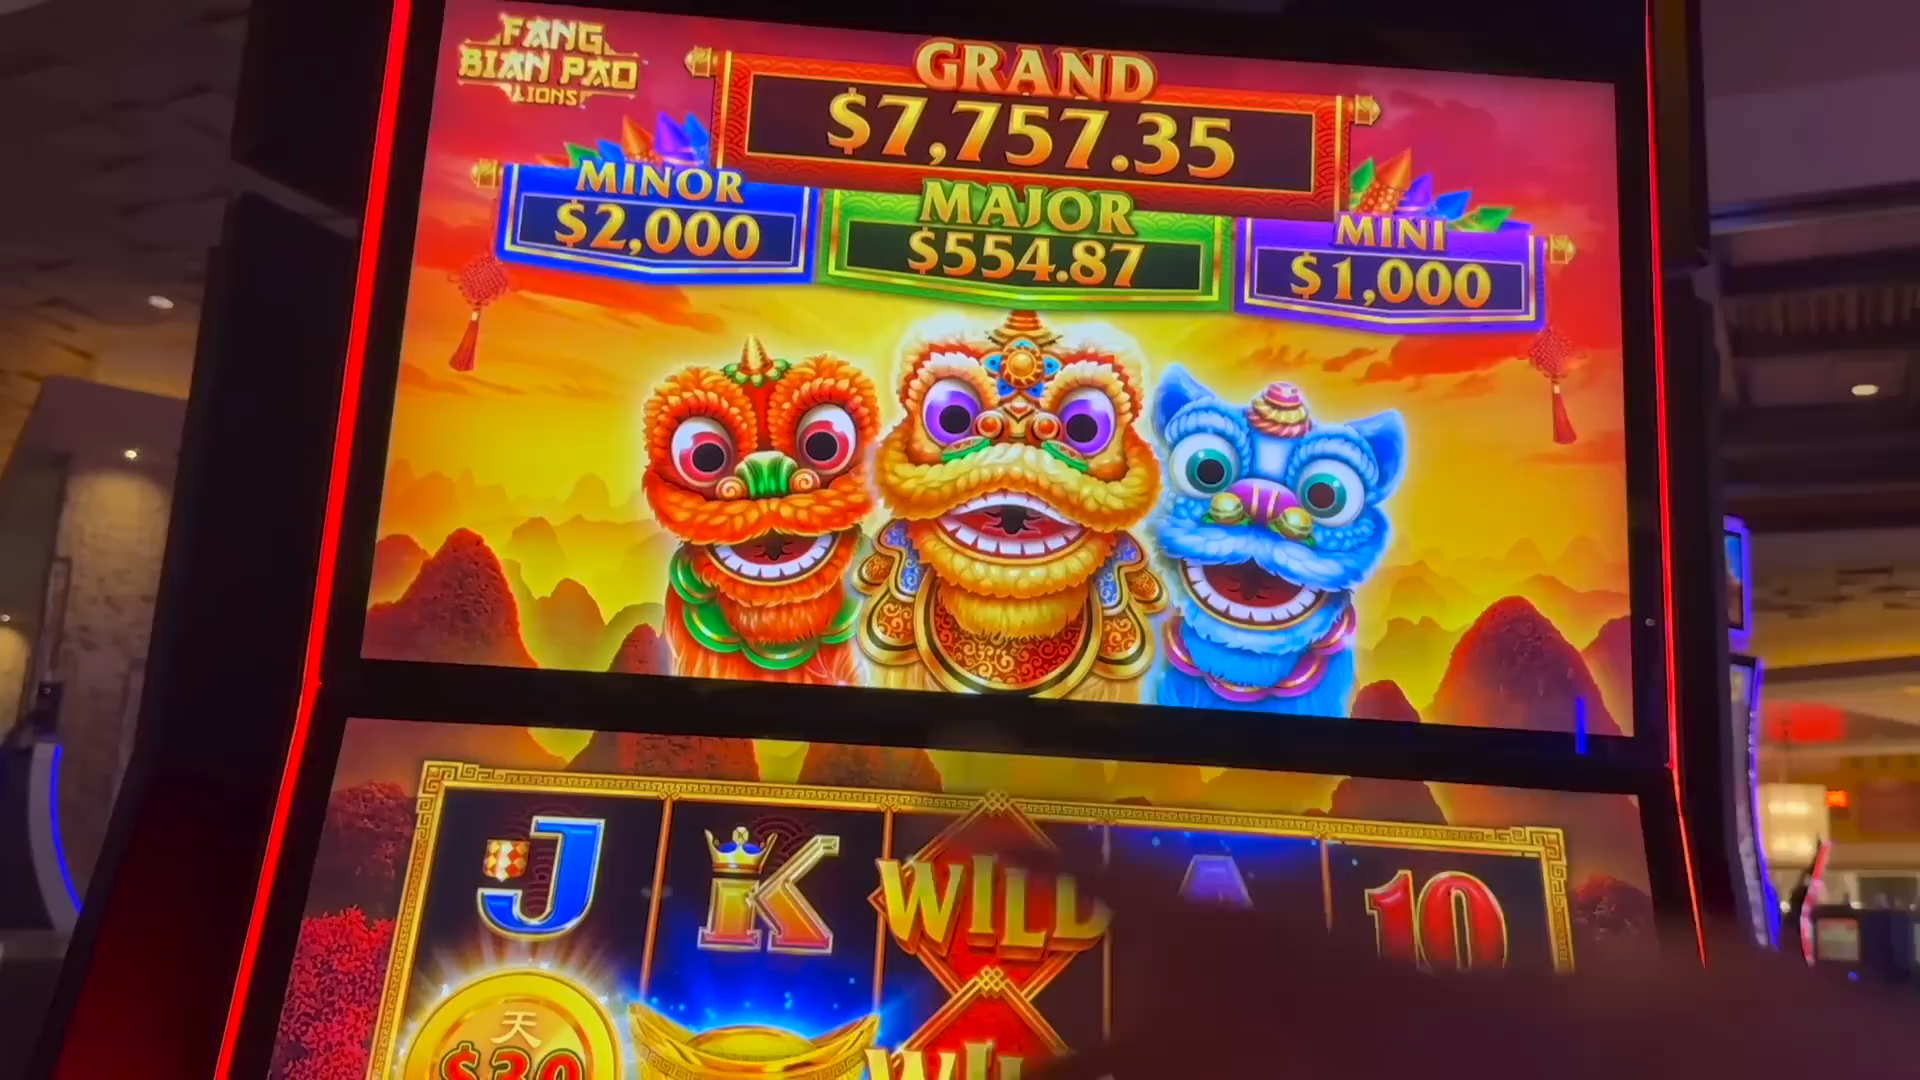 FANG
BIAN PAO
LIONS
GRAND
$7,757.35
MINOR
$2,000
MAJOR
$554.87
MINI
$1,000
J
K
WILD
A
10
天
$30